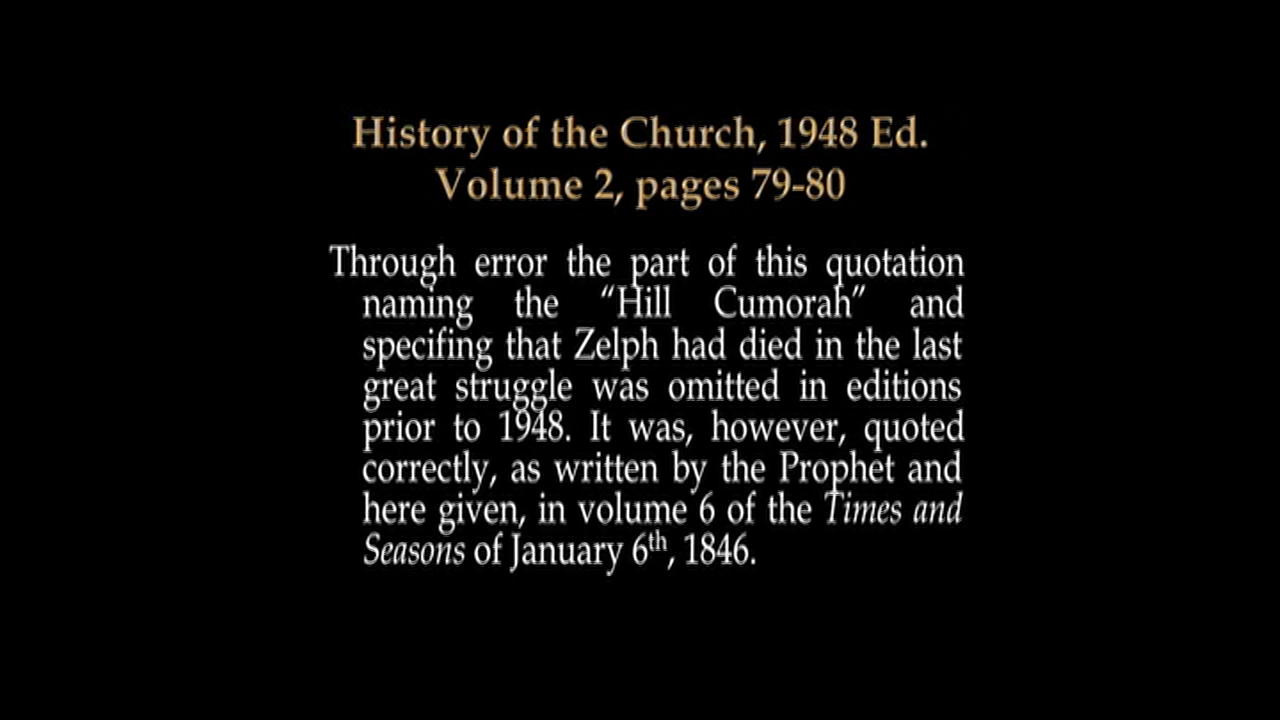 History of the Church, 1948 Ed.
Volume 2, pages 79-80
Through error the part of this quotation
naming the “Hill Cumorah” and
specifing that Zelph had died in the last
great struggle was omitted in editions
prior to 1948. It was, however, quoted
correctly, as written by the Prophet and
here given, in volume 6 of the Times and
Seasons of January 6th, 1846.